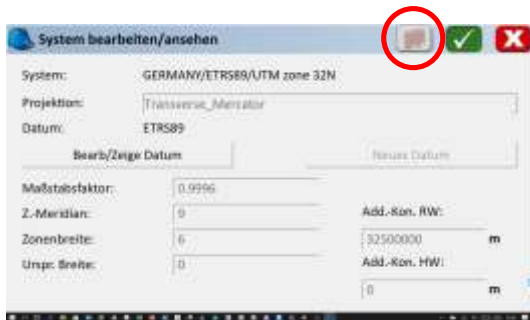 System bearbeiten/ansehen
System: GERMANY/ETRS89/UTM zone 32N
Projektion: Transverse_Mercator
Datum: ETRS89
Bearb/Zeige Datum Neues Datum
Maßstabsfaktor: 0.9996
Z.-Meridian: 9 Add.-Kon. RW:
Zonenbreite: 6 32500000 m
Urspr. Breite: 0 Add.-Kon. HW:
0 m